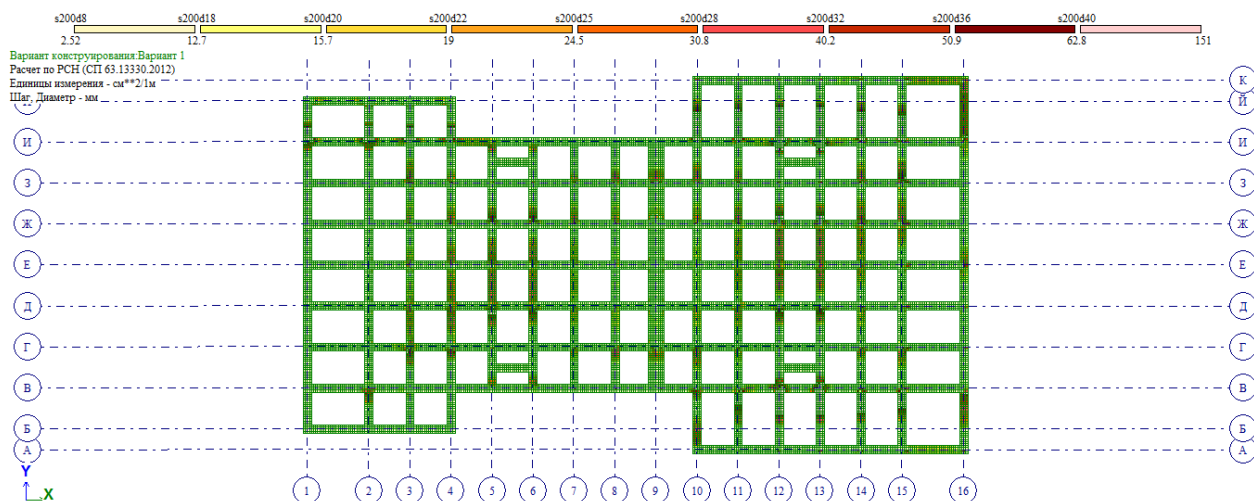 s200d8 s200d18 s200d20 s200d22 s200d25 s200d28 s200d32 s200d36 s200d40
2.52 12.7 15.7 19 24.5 30.8 40.2 50.9 62.8 151
Вариант конструирования:Вариант 1
Расчет по РСН (СП 63.13330.2012)
Единицы измерения - см**2/1м
Шаг, Диаметр - мм
К
Й
И И
З З
Ж Ж
Е Е
Д Д
Г Г
В В
Б Б
А А
Y
X
1 2 3 4 5 6 7 8 9 10 11 12 13 14 15 16